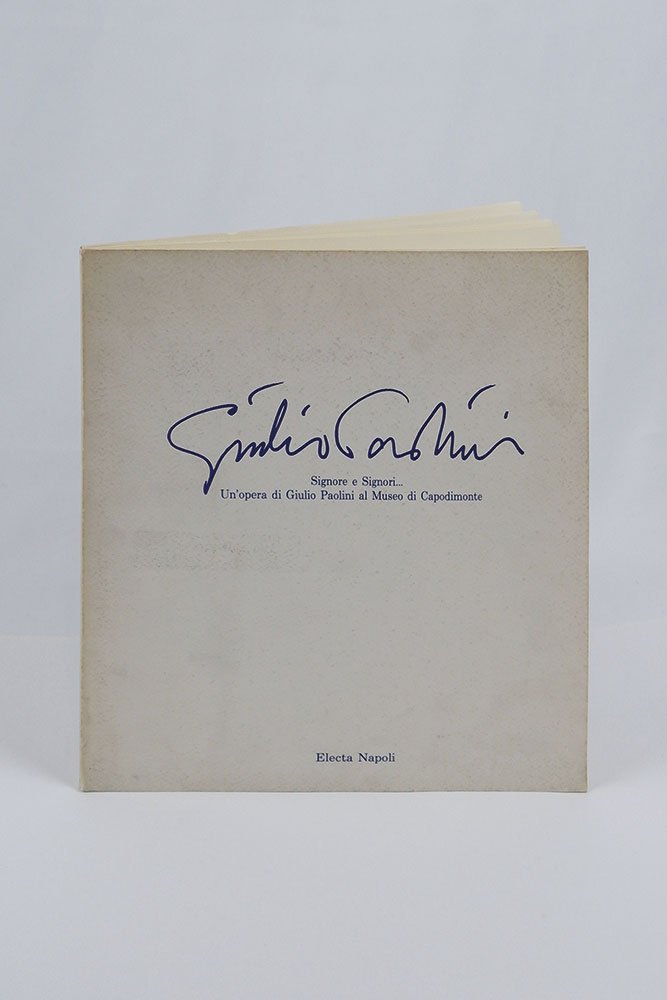 Giulio Paolini
Signore e Signori...
Un'opera di Giulio Paolini al Museo di Capodimonte
Electa Napoli